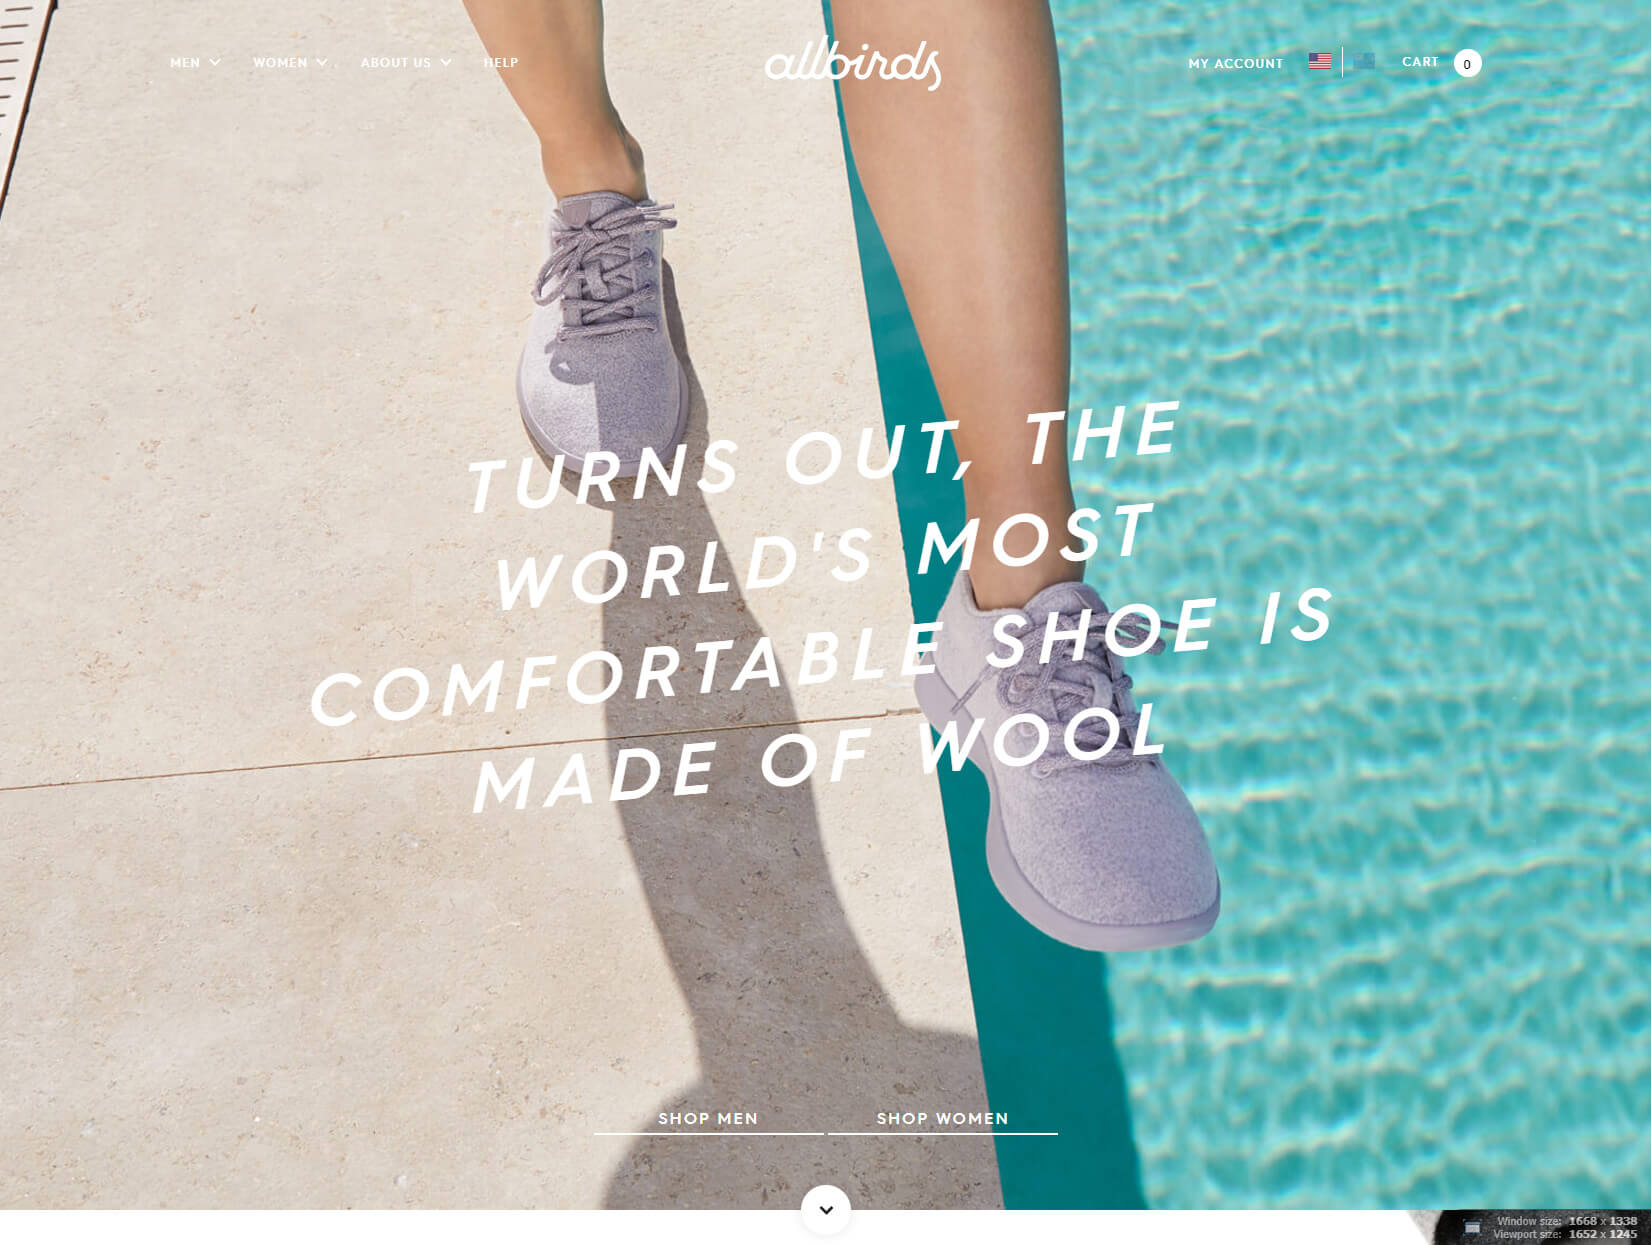 MEN
WOMEN
ABOUT US
HELP
allbirds
MY ACCOUNT
CART 0
TURNS OUT, THE
WORLD'S MOST
COMFORTABLE SHOE IS
MADE OF WOOL
SHOP MEN
SHOP WOMEN
Window size: 1668 x 1338
Viewport size: 1652 x 1245